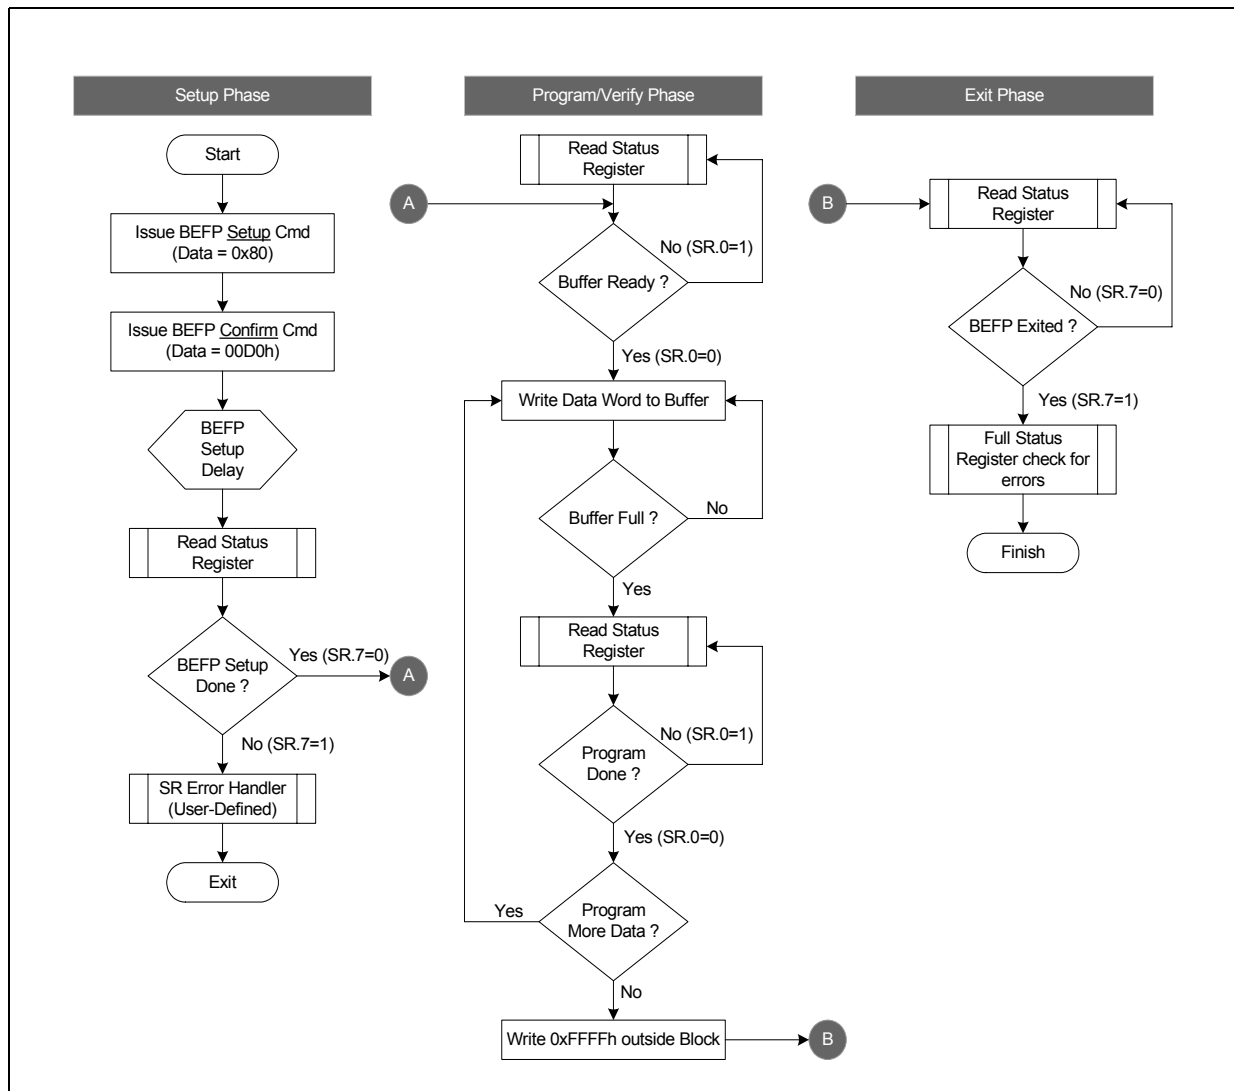 Setup Phase
Start
Issue BEFP Setup Cmd
(Data = 0x80)
Issue BEFP Confirm Cmd
(Data = 00D0h)
BEFP
Setup
Delay
Read Status
Register
BEFP Setup
Done ?
Yes (SR.7=0)
A
No (SR.7=1)
SR Error Handler
(User-Defined)
Exit
Program/Verify Phase
Read Status
Register
A
No (SR.0=1)
Buffer Ready ?
Yes (SR.0=0)
Write Data Word to Buffer
Buffer Full ?
No
Yes
Read Status
Register
No (SR.0=1)
Program
Done ?
Yes (SR.0=0)
Yes
Program
More Data ?
No
Write 0xFFFFh outside Block
B
Exit Phase
B
Read Status
Register
No (SR.7=0)
BEFP Exited ?
Yes (SR.7=1)
Full Status
Register check for
errors
Finish